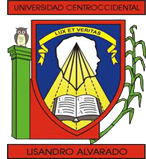 UNIVERSIDAD CENTROCCIDENTAL
LUX ET VERITAS
LISANDRO ALVARADO